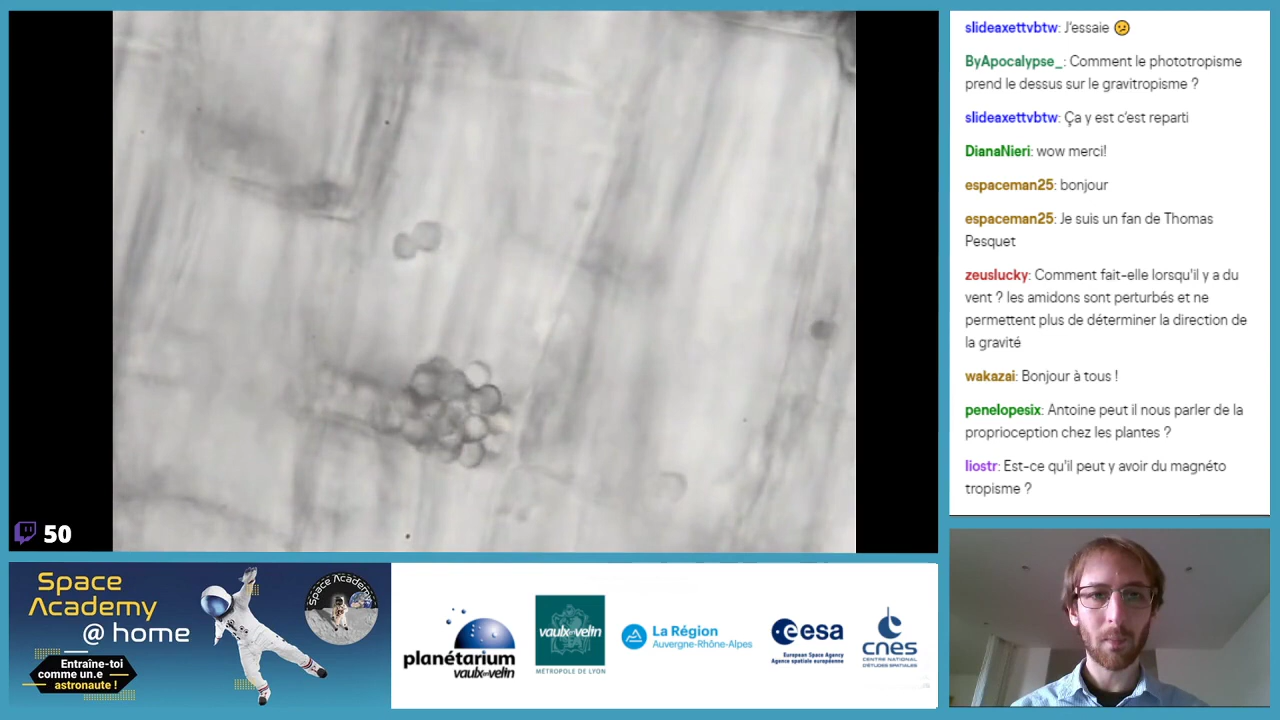 slideaxettvbtw: J'essaie 😕
ByApocalypse_: Comment le phototropisme
prend le dessus sur le gravitropisme ?
slideaxettvbtw: Ça y est c'est reparti
DianaNieri: wow merci!
espaceman25: bonjour
espaceman25: Je suis un fan de Thomas
Pesquet
zeuslucky: Comment fait-elle lorsqu'il y a du
vent ? les amidons sont perturbés et ne
permettent plus de déterminer la direction de
la gravité
wakazai: Bonjour à tous !
penelopesix: Antoine peut il nous parler de la
proprioception chez les plantes ?
liostr: Est-ce qu'il peut y avoir du magnéto
tropisme ?
50
Space
Academy
@ home
Entraîne-toi
comme un.e
astronaute !
Space Academy
planétarium
vaulx-en-velin
vaulx-en-velin
MÉTROPOLE DE LYON
La Région
Auvergne-Rhône-Alpes
esa
European Space Agency
Agence spatiale européenne
cnes
CENTRE NATIONAL
D'ÉTUDES SPATIALES